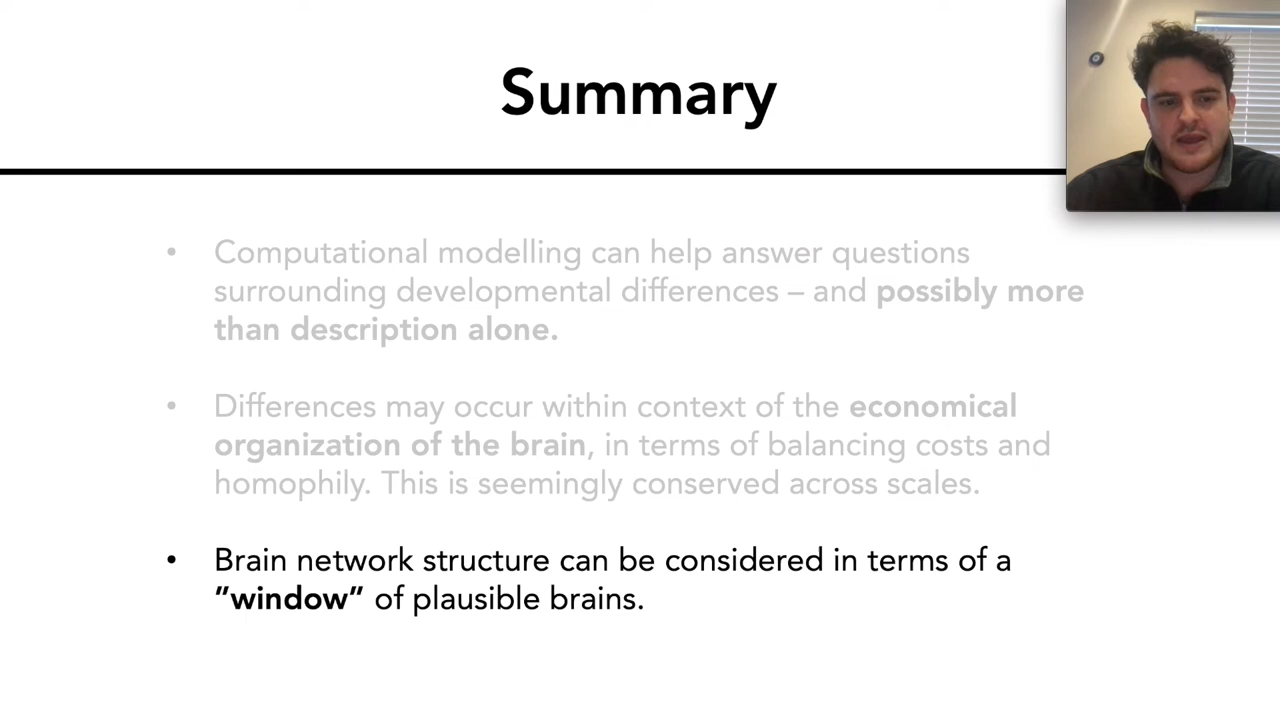 Summary
• Computational modelling can help answer questions
surrounding developmental differences – and possibly more
than description alone.
• Differences may occur within context of the economical
organization of the brain, in terms of balancing costs and
homophily. This is seemingly conserved across scales.
• Brain network structure can be considered in terms of a
”window” of plausible brains.